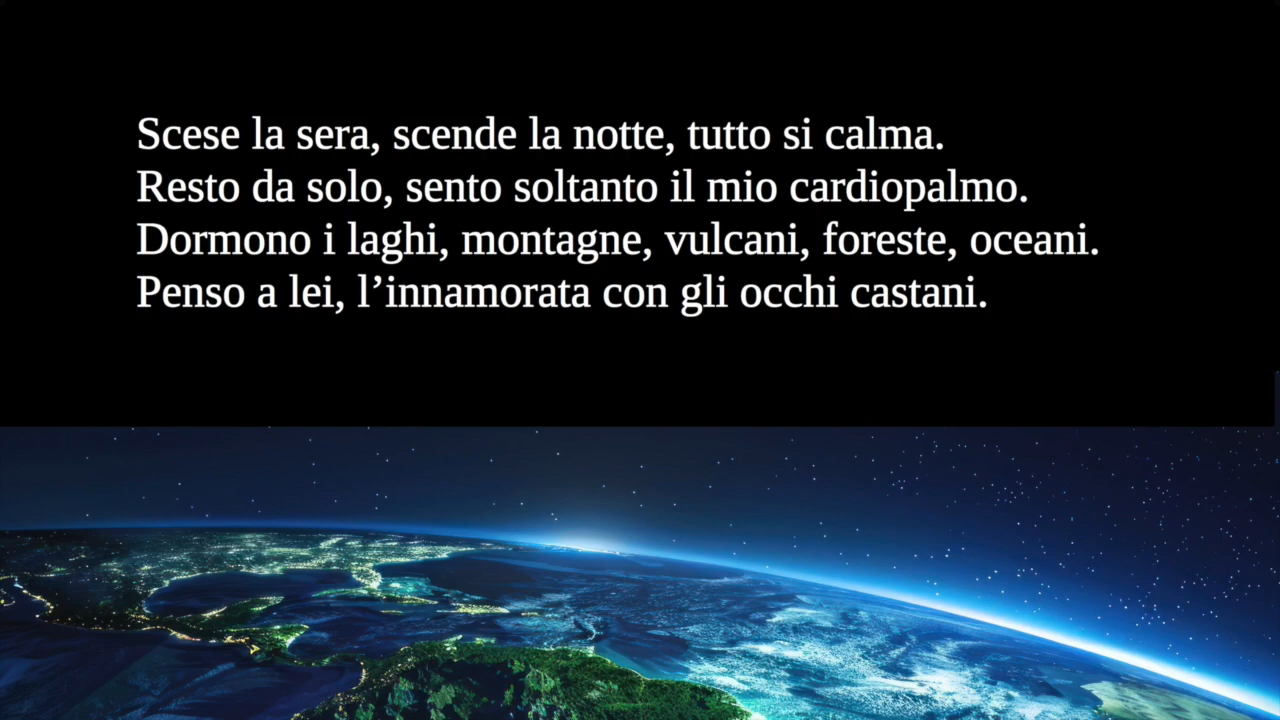 Scese la sera, scende la notte, tutto si calma.
Resto da solo, sento soltanto il mio cardiopalmo.
Dormono i laghi, montagne, vulcani, foreste, oceani.
Penso a lei, l’innamorata con gli occhi castani.